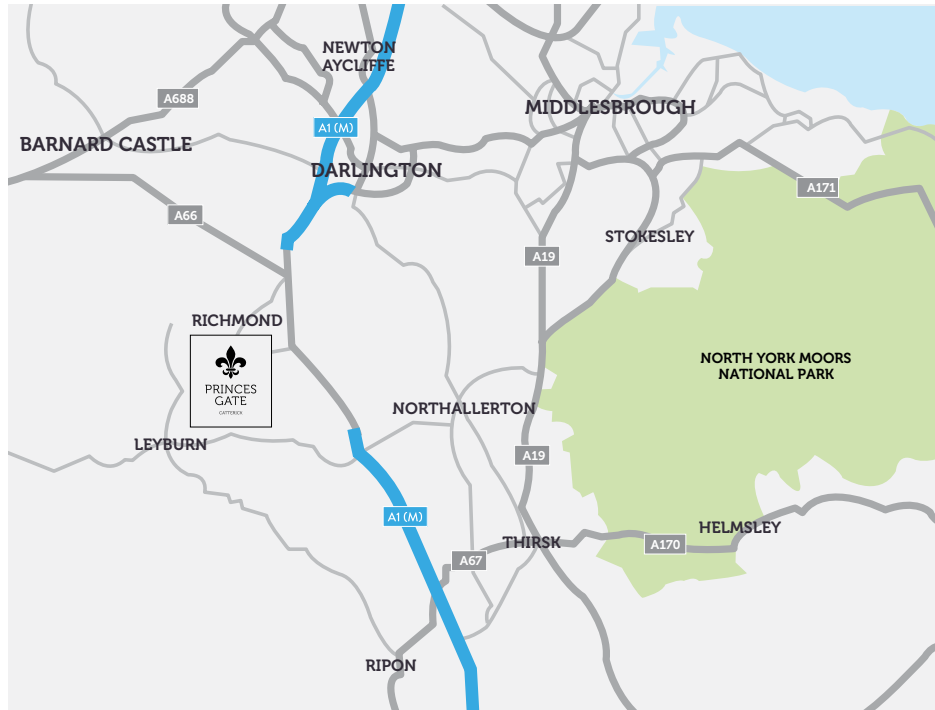 NEWTON
AYCLIFFE
A688
MIDDLESBROUGH
A1 (M)
BARNARD CASTLE
DARLINGTON
A171
A66
STOKESLEY
A19
RICHMOND
PRINCES
GATE
CATTERICK
NORTH YORK MOORS
NATIONAL PARK
NORTHALLERTON
LEYBURN
A19
A1 (M)
HELMSLEY
THIRSK
A170
A67
RIPON